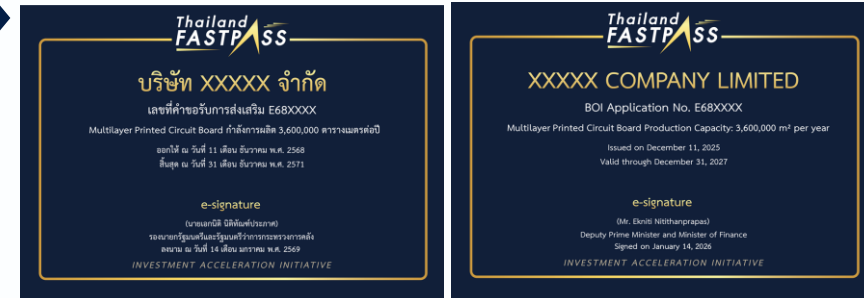 Thailand
FASTPASS
บริษัท XXXXX จำกัด
เลขที่คำขอรับการส่งเสริม E68XXXX
Multilayer Printed Circuit Board กำลังการผลิต 3,600,000 ตารางเมตรต่อปี
ออกให้ ณ วันที่ 11 เดือน ธันวาคม พ.ศ. 2568
สิ้นสุด ณ วันที่ 31 เดือน ธันวาคม พ.ศ. 2571
e-signature
(นายเอกนิติ นิติทัณฑ์ประภาศ)
รองนายกรัฐมนตรีและรัฐมนตรีว่าการกระทรวงการคลัง
ลงนาม ณ วันที่ 14 เดือน มกราคม พ.ศ. 2569
INVESTMENT ACCELERATION INITIATIVE
Thailand
FASTPASS
XXXXX COMPANY LIMITED
BOI Application No. E68XXXX
Multilayer Printed Circuit Board Production Capacity: 3,600,000 m² per year
Issued on December 11, 2025
Valid through December 31, 2027
e-signature
(Mr. Ekniti Nitithanprapas)
Deputy Prime Minister and Minister of Finance
Signed on January 14, 2026
INVESTMENT ACCELERATION INITIATIVE